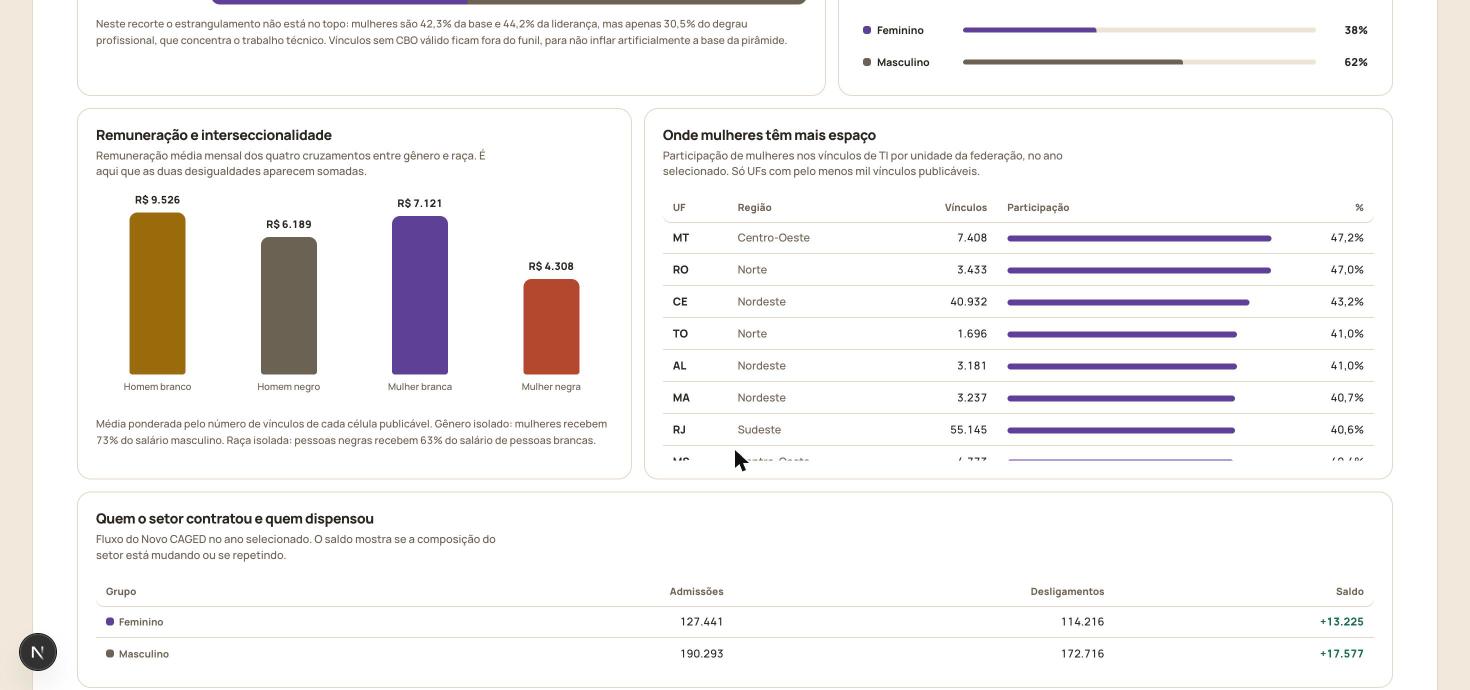 Neste recorte o estrangulamento não está no topo: mulheres são 42,3% da base e 44,2% da liderança, mas apenas 30,5% do degrau
profissional, que concentra o trabalho técnico. Vínculos sem CBO válido ficam fora do funil, para não inflar artificialmente a base da pirâmide.
Feminino 38%
Masculino 62%
Remuneração e interseccionalidade
Remuneração média mensal dos quatro cruzamentos entre gênero e raça. É
aqui que as duas desigualdades aparecem somadas.
R$ 9.526
R$ 6.189
R$ 7.121
R$ 4.308
Homem branco
Homem negro
Mulher branca
Mulher negra
Média ponderada pelo número de vínculos de cada célula publicável. Gênero isolado: mulheres recebem
73% do salário masculino. Raça isolada: pessoas negras recebem 63% do salário de pessoas brancas.
Onde mulheres têm mais espaço
Participação de mulheres nos vínculos de TI por unidade da federação, no ano
selecionado. Só UFs com pelo menos mil vínculos publicáveis.
UF Região Vínculos Participação %
MT Centro-Oeste 7.408 47,2%
RO Norte 3.433 47,0%
CE Nordeste 40.932 43,2%
TO Norte 1.696 41,0%
AL Nordeste 3.181 41,0%
MA Nordeste 3.237 40,7%
RJ Sudeste 55.145 40,6%
Quem o setor contratou e quem dispensou
Fluxo do Novo CAGED no ano selecionado. O saldo mostra se a composição do
setor está mudando ou se repetindo.
Grupo Admissões Desligamentos Saldo
Feminino 127.441 114.216 +13.225
Masculino 190.293 172.716 +17.577
N